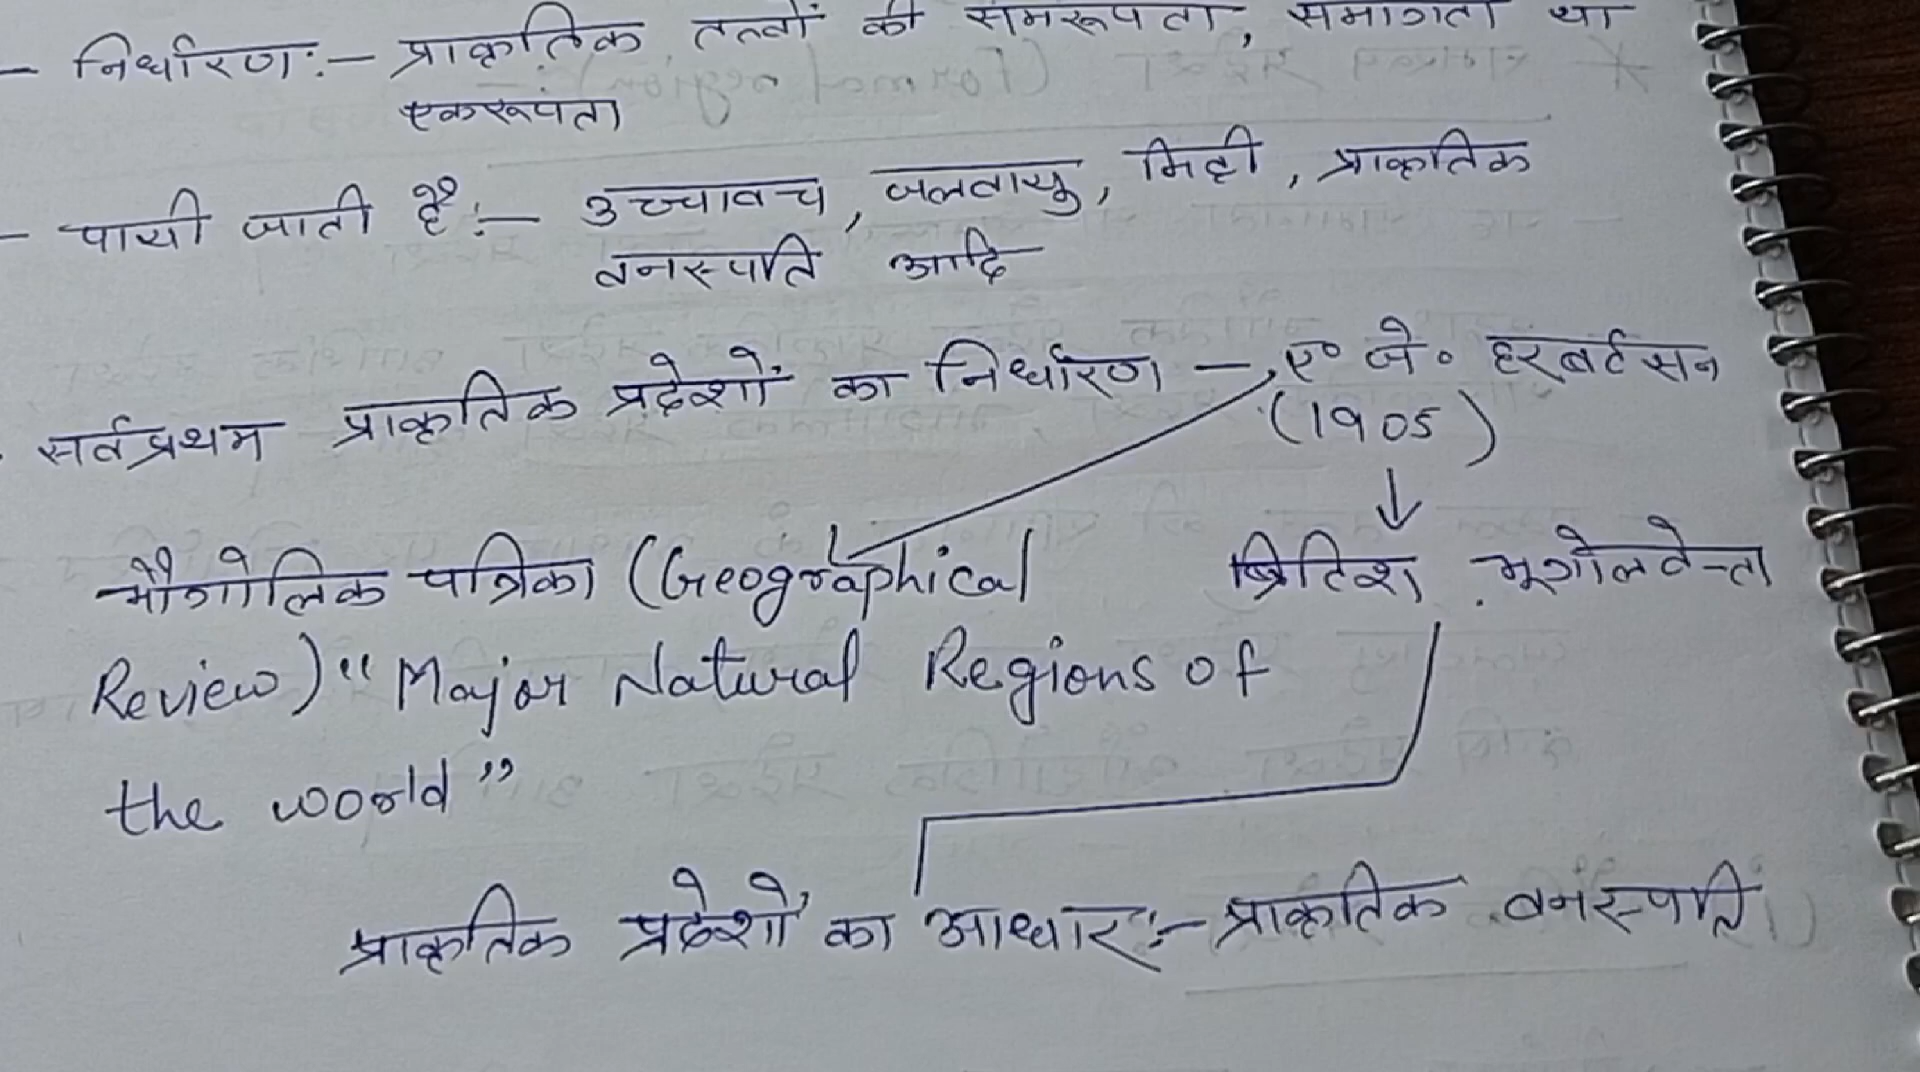 - निर्धारण:- प्राकृतिक तत्वों की समरूपता, समागता या
एकरूपता
- पायी जाती है:- उच्चावच, जलवायु, मिट्टी, प्राकृतिक
वनस्पति आदि
सर्वप्रथम प्राकृतिक प्रदेशों का निर्धारण - ए० जे० हरबर्टसन
(1905)
भौगोलिक पत्रिका (Geographical
ब्रिटिश भूगोलवेत्ता
Review) "Major Natural Regions of
the world"
प्राकृतिक प्रदेशों का आधार:- प्राकृतिक वनस्पति